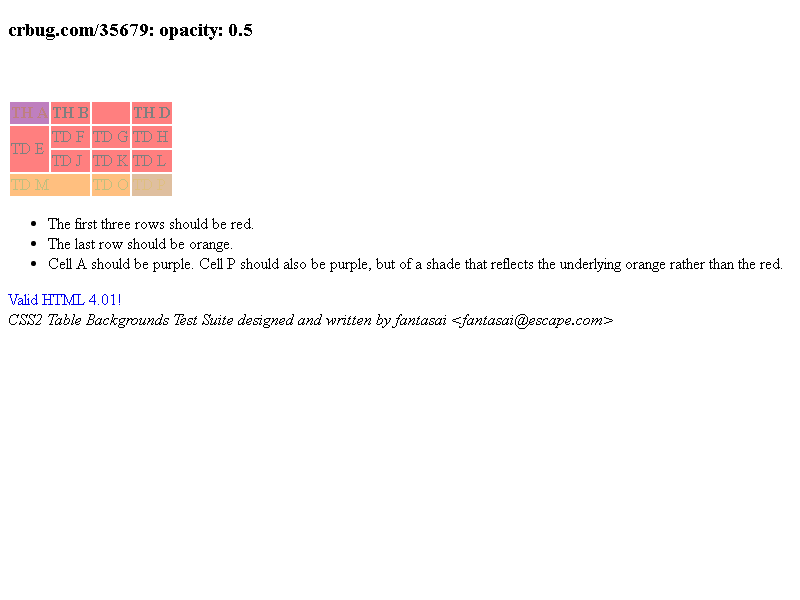 crbug.com/35679: opacity: 0.5
TH A TH B TH D
TD E TD F TD G TD H
TD J TD K TD L
TD M TD O
The first three rows should be red.
The last row should be orange.
Cell A should be purple. Cell P should also be purple, but of a shade that reflects the underlying orange rather than the red.
Valid HTML 4.01!
CSS2 Table Backgrounds Test Suite designed and written by fantasai <fantasai@escape.com>